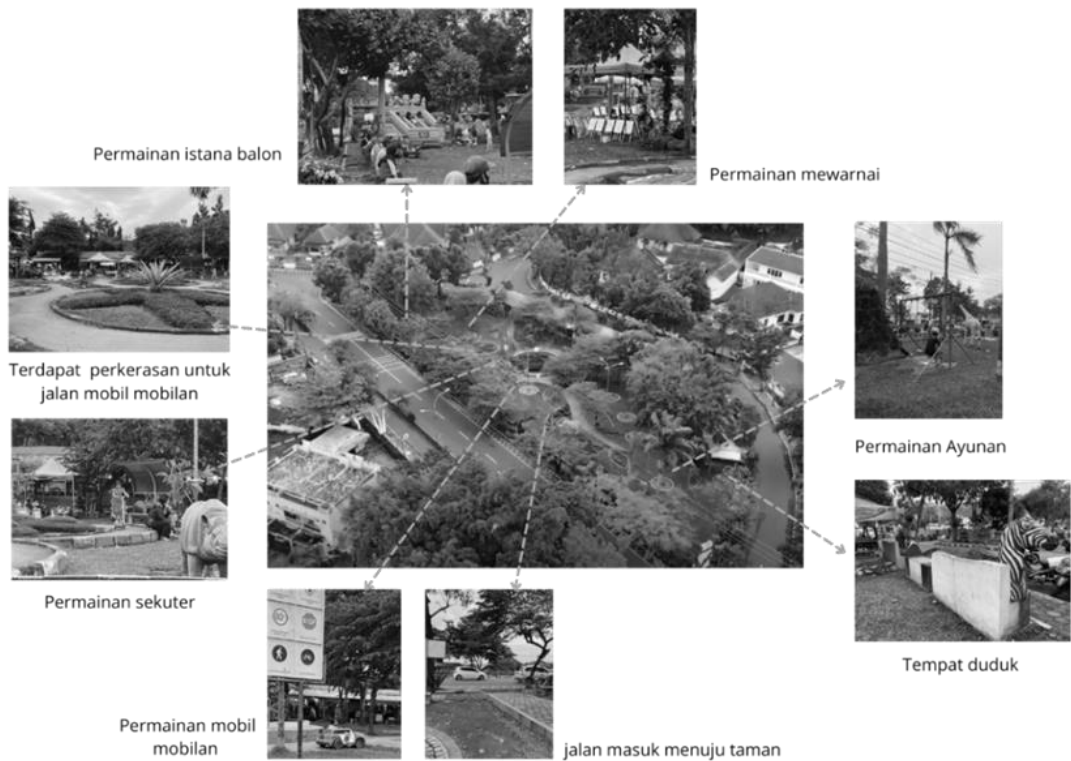 Permainan istana balon
Permainan mewarnai
Terdapat perkerasan untuk
jalan mobil mobilan
Permainan Ayunan
Permainan sekuter
Tempat duduk
Permainan mobil
mobilan
jalan masuk menuju taman